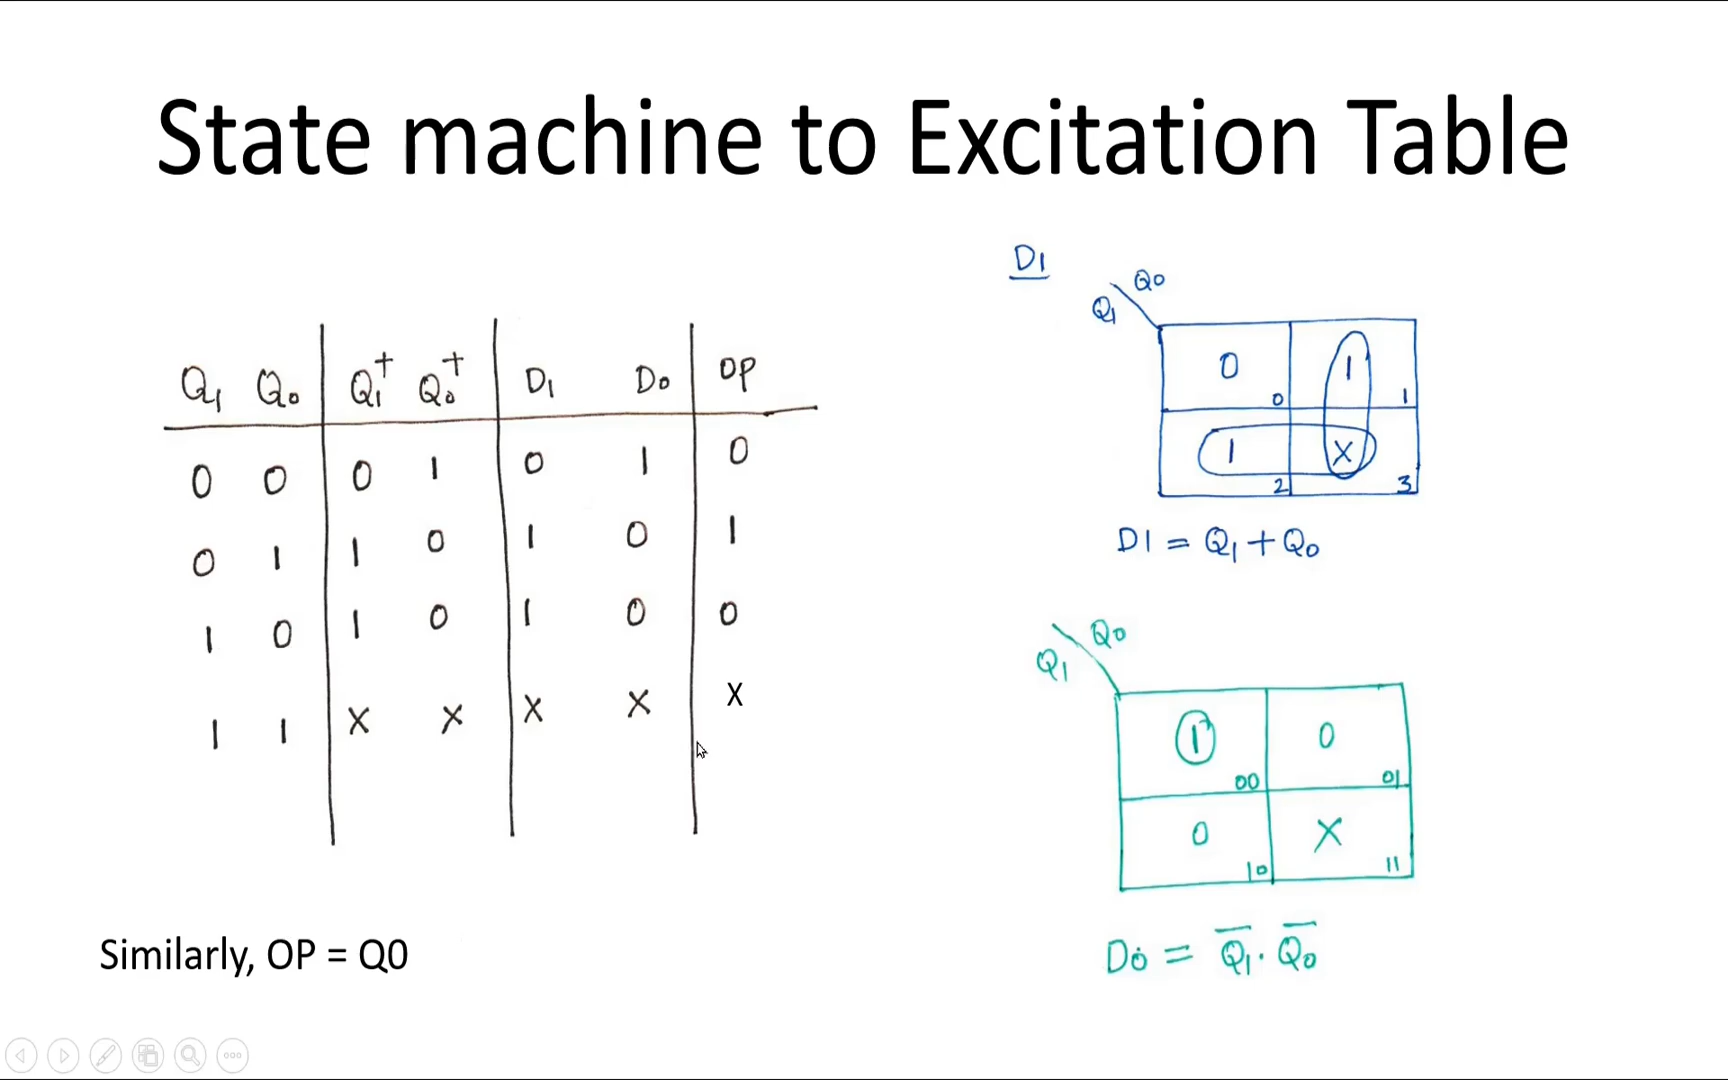 State machine to Excitation Table
Q1 Q0 Q1+ Q0+ D1 D0 OP
0 0 0 1 0 1 0
0 1 1 0 1 0 1
1 0 1 0 1 0 0
1 1 X X X X X
Similarly, OP = Q0
D1
Q0
Q1
0 0 1 1
1 2 X 3
D1 = Q1 + Q0
Q0
Q1
1 00 0 01
0 10 X 11
D0 = Q̅1 · Q̅0